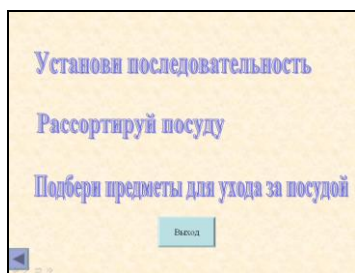 Установи последовательность
Рассортируй посуду
Подбери предметы для ухода за посудой
Выход